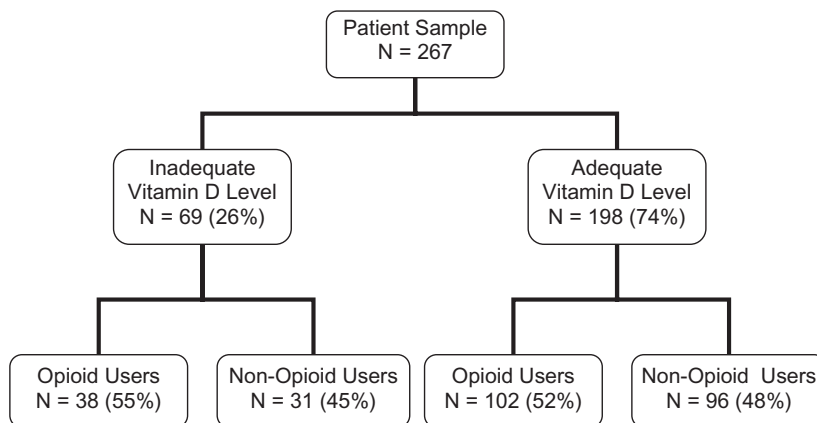 Patient Sample
N = 267
Inadequate
Vitamin D Level
N = 69 (26%)
Adequate
Vitamin D Level
N = 198 (74%)
Opioid Users
N = 38 (55%)
Non-Opioid Users
N = 31 (45%)
Opioid Users
N = 102 (52%)
Non-Opioid Users
N = 96 (48%)